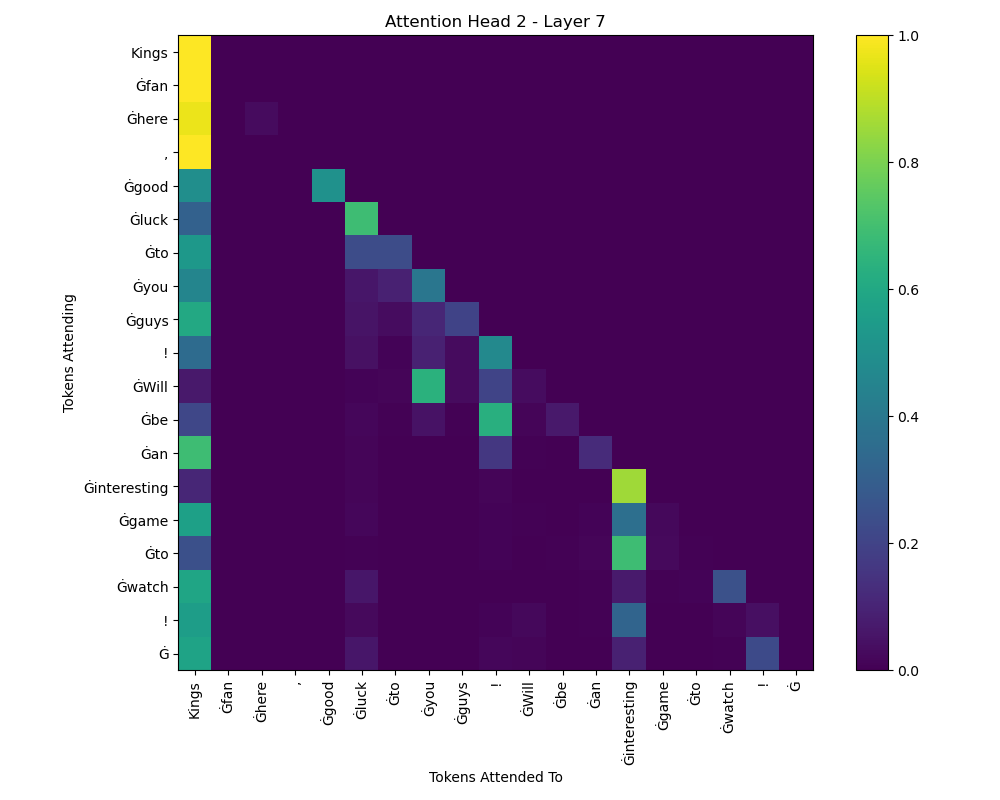 Attention Head 2 - Layer 7
Kings
Ġfan
Ġhere
,
Ġgood
Ġluck
Ġto
Ġyou
Ġguys
!
ĠWill
Ġbe
Ġan
Ġinteresting
Ġgame
Ġto
Ġwatch
!
Ġ
Tokens Attending
Kings
Ġfan
Ġhere
,
Ġgood
Ġluck
Ġto
Ġyou
Ġguys
!
ĠWill
Ġbe
Ġan
Ġinteresting
Ġgame
Ġto
Ġwatch
!
Ġ
Tokens Attended To
1.0
0.8
0.6
0.4
0.2
0.0